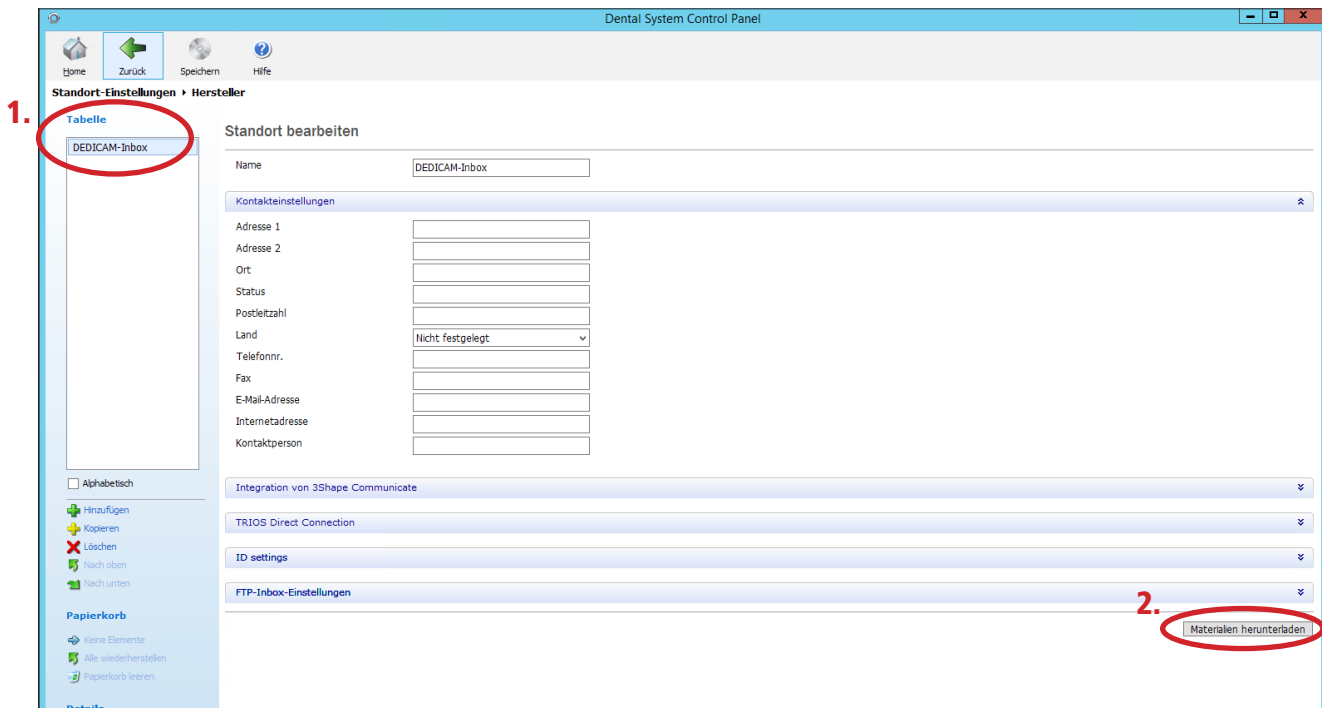 Dental System Control Panel
Home
Zurück
Speichern
Hilfe
Standort-Einstellungen Hersteller
1.
Tabelle
DEDICAM-Inbox
Alphabetisch
Hinzufügen
Kopieren
Löschen
Nach oben
Nach unten
Papierkorb
Keine Elemente
Alle wiederherstellen
Papierkorb leeren
Details
Standort bearbeiten
Name DEDICAM-Inbox
Kontakteinstellungen
Adresse 1
Adresse 2
Ort
Status
Postleitzahl
Land Nicht festgelegt
Telefonnr.
Fax
E-Mail-Adresse
Internetadresse
Kontaktperson
Integration von 3Shape Communicate
TRIOS Direct Connection
ID settings
FTP-Inbox-Einstellungen
2.
Materialien herunterladen